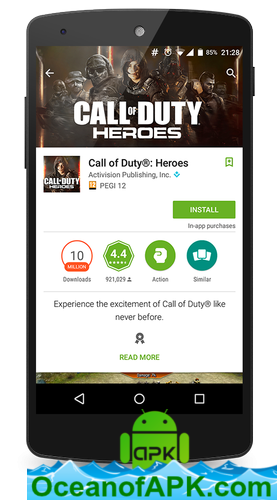 85% 21:28
CALL OF DUTY
HEROES
Call of Duty®: Heroes
Activision Publishing, Inc.
PEGI 12
INSTALL
In-app purchases
10
MILLION
4.4
Downloads
921,029
Action
Similar
Experience the excitement of Call of Duty® like
never before.
READ MORE
apk
OceanofAPK.com